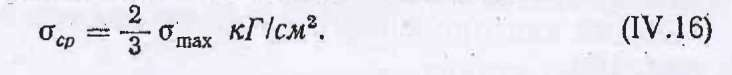 σ_ср = 2/3 σ_max кГ/см². (IV.16)